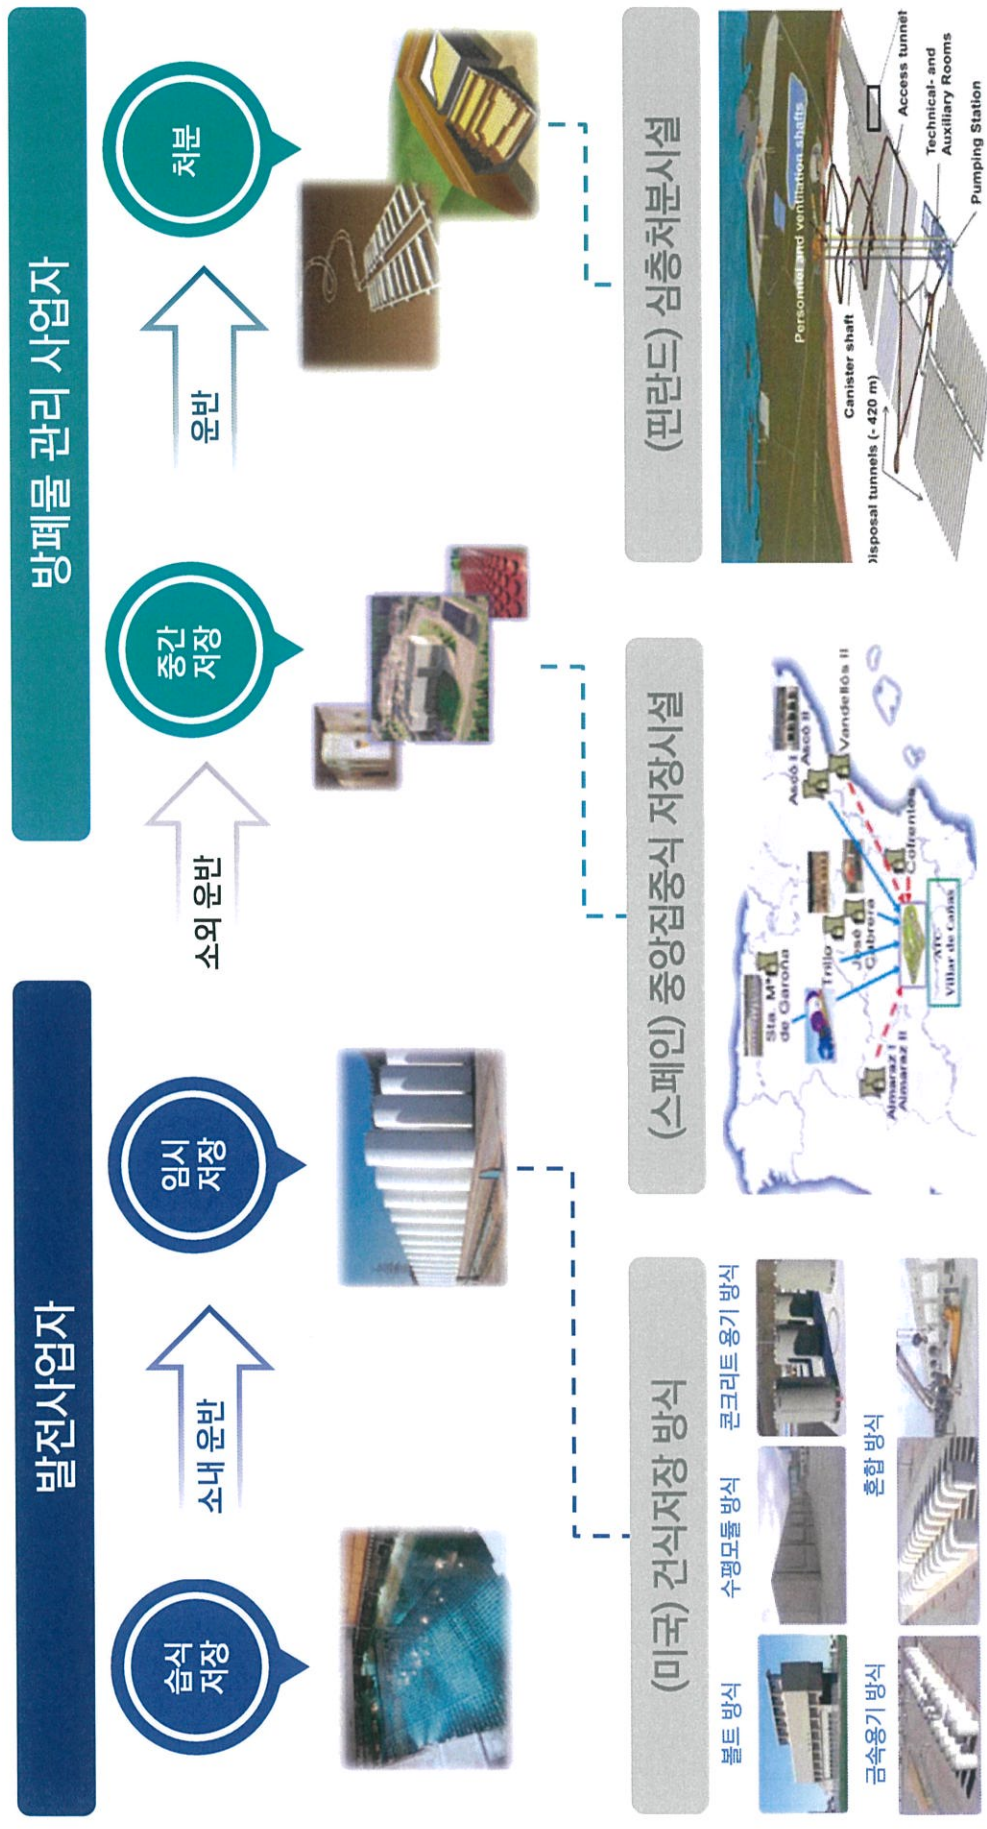 발전사업자
방폐물 관리 사업자
습식
저장
소내 운반
임시
저장
소외 운반
중간
저장
운반
처분
(미국) 건식저장 방식
볼트 방식
수평모듈 방식
콘크리트 용기 방식
금속용기 방식
혼합 방식
(스페인) 중앙집중식 저장시설
Sta. Mª
de Garoña
Ascó I
Ascó II
Vandellós II
Trillo
José
Cabrera
Cofrentes
Almaraz I
Almaraz II
ATC
Villar de Cañas
(핀란드) 심층처분시설
Personnel and ventilation shafts
Canister shaft
Disposal tunnels (- 420 m)
Access tunnel
Technical- and
Auxiliary Rooms
Pumping Station